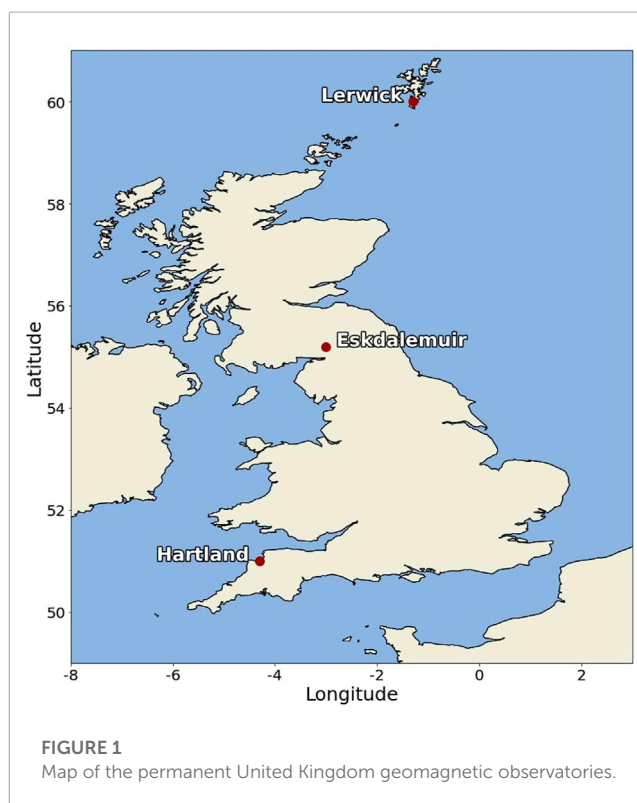 Lerwick
Eskdalemuir
Hartland
60
58
56
54
52
50
Latitude
-8
-6
-4
-2
0
2
Longitude
FIGURE 1
Map of the permanent United Kingdom geomagnetic observatories.